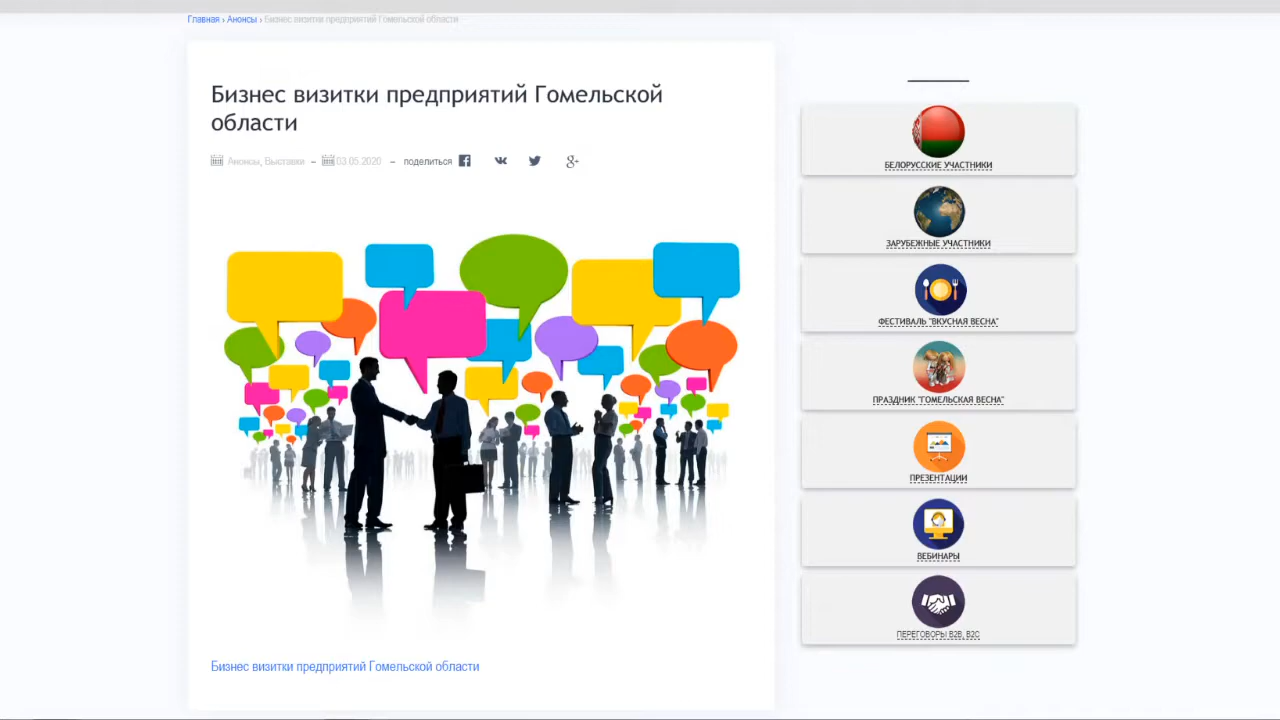 Главная › Анонсы › Бизнес визитки предприятий Гомельской области
Бизнес визитки предприятий Гомельской
области
Анонсы, Выставки – 03.05.2020 – поделиться
БЕЛОРУССКИЕ УЧАСТНИКИ
ЗАРУБЕЖНЫЕ УЧАСТНИКИ
ФЕСТИВАЛЬ "ВКУСНАЯ ВЕСНА"
ПРАЗДНИК "ГОМЕЛЬСКАЯ ВЕСНА"
ПРЕЗЕНТАЦИИ
ВЕБИНАРЫ
ПЕРЕГОВОРЫ B2B, B2C
Бизнес визитки предприятий Гомельской области